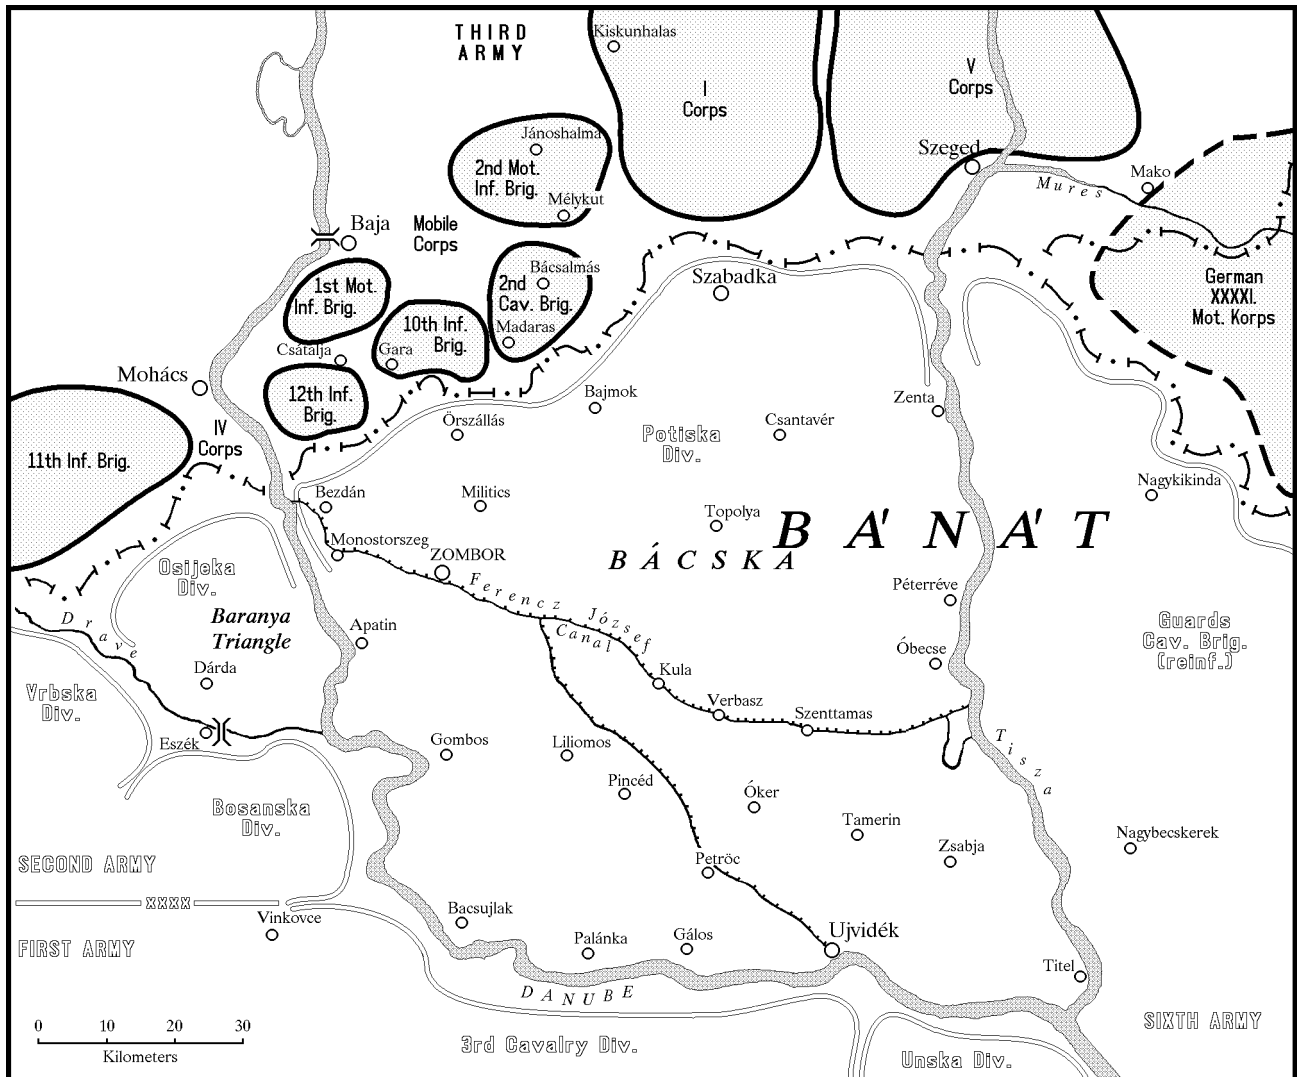 THIRD
ARMY
Kiskunhalas
I
Corps
V
Corps
Jánoshalma
2nd Mot.
Inf. Brig.
Mélykut
Szeged
Mako
Mures
Baja
Mobile
Corps
1st Mot.
Inf. Brig.
Bácsalmás
2nd
Cav. Brig.
Madaras
Szabadka
German
XXXXI.
Mot. Korps
10th Inf.
Brig.
Gara
Csátalja
Mohács
12th Inf.
Brig.
Bajmok
Zenta
Örszállás
Csantavér
IV
Corps
Potiska
Div.
11th Inf. Brig.
Nagykikinda
Bezdán
Militics
Topolya
BÁNÁT
Monostorszeg
ZOMBOR
BÁCSKA
Osijeka
Div.
Ferencz József
Canal
Péterréve
Drave
Baranya
Triangle
Apatin
Guards
Cav. Brig.
(reinf.)
Óbecse
Dárda
Kula
Vrbska
Div.
Verbasz
Szenttamas
Eszék
Gombos
Liliomos
Tisza
Pincéd
Óker
Bosanska
Div.
Tamerin
Zsabja
Nagybecskerek
SECOND ARMY
Petröc
XXXX
Vinkovce
Bacsujlak
FIRST ARMY
Palánka
Gálos
Ujvidék
Titel
DANUBE
0 10 20 30
Kilometers
3rd Cavalry Div.
Unska Div.
SIXTH ARMY